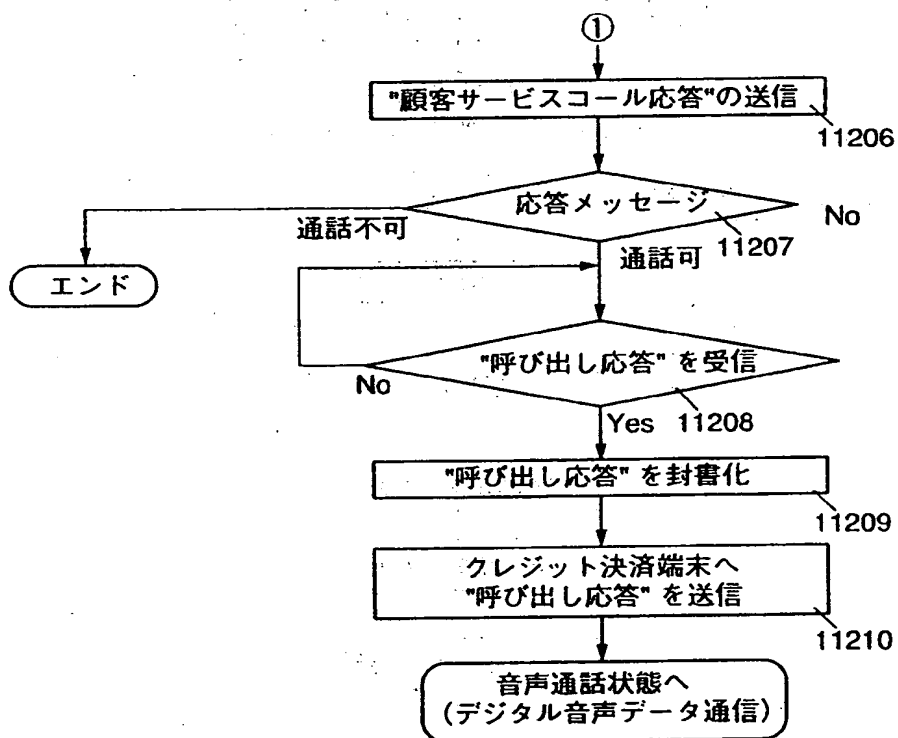 ①
"顧客サービスコール応答"の送信
11206
応答メッセージ
No
11207
通話不可
通話可
エンド
"呼び出し応答" を受信
No
11208
Yes
"呼び出し応答" を封書化
11209
クレジット決済端末へ
"呼び出し応答" を送信
11210
音声通話状態へ
(デジタル音声データ通信)